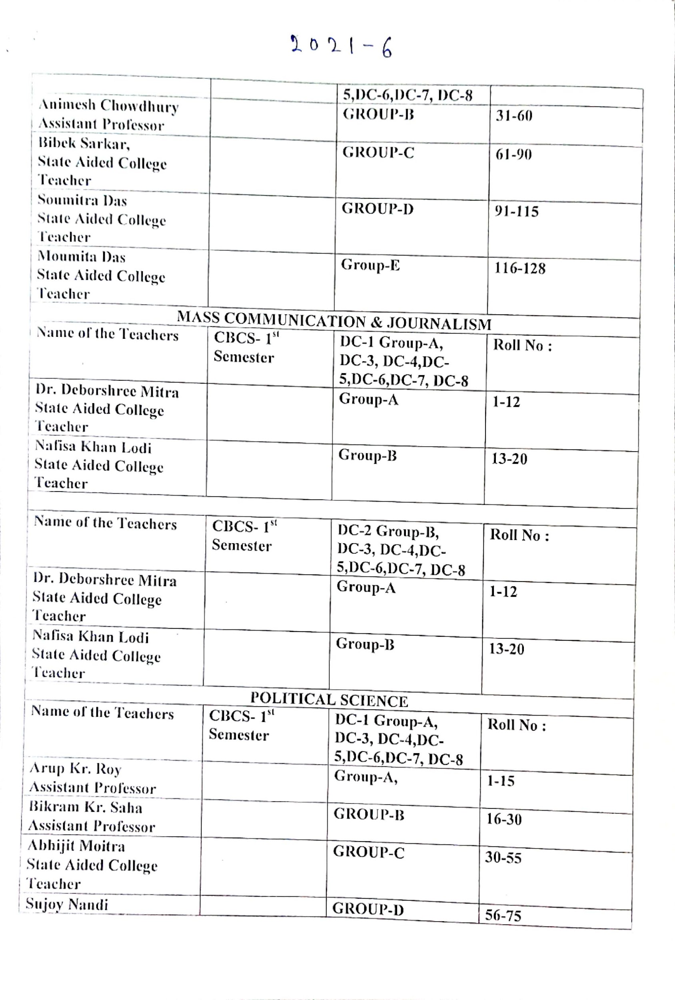 2021-6
5,DC-6,DC-7, DC-8
Animesh Chowdhury
Assistant Professor
GROUP-B
31-60
Bibek Sarkar,
State Aided College
Teacher
GROUP-C
61-90
Soumitra Das
State Aided College
Teacher
GROUP-D
91-115
Moumita Das
State Aided College
Teacher
Group-E
116-128
MASS COMMUNICATION & JOURNALISM
Name of the Teachers
CBCS- 1st
Semester
DC-1 Group-A,
DC-3, DC-4,DC-
5,DC-6,DC-7, DC-8
Roll No :
Dr. Deborshree Mitra
State Aided College
Teacher
Group-A
1-12
Nafisa Khan Lodi
State Aided College
Teacher
Group-B
13-20
Name of the Teachers
CBCS- 1st
Semester
DC-2 Group-B,
DC-3, DC-4,DC-
5,DC-6,DC-7, DC-8
Roll No :
Dr. Deborshree Mitra
State Aided College
Teacher
Group-A
1-12
Nafisa Khan Lodi
State Aided College
Teacher
Group-B
13-20
POLITICAL SCIENCE
Name of the Teachers
CBCS- 1st
Semester
DC-1 Group-A,
DC-3, DC-4,DC-
5,DC-6,DC-7, DC-8
Roll No :
Arup Kr. Roy
Assistant Professor
Group-A,
1-15
Bikram Kr. Saha
Assistant Professor
GROUP-B
16-30
Abhijit Moitra
State Aided College
Teacher
GROUP-C
30-55
Sujoy Nandi
GROUP-D
56-75